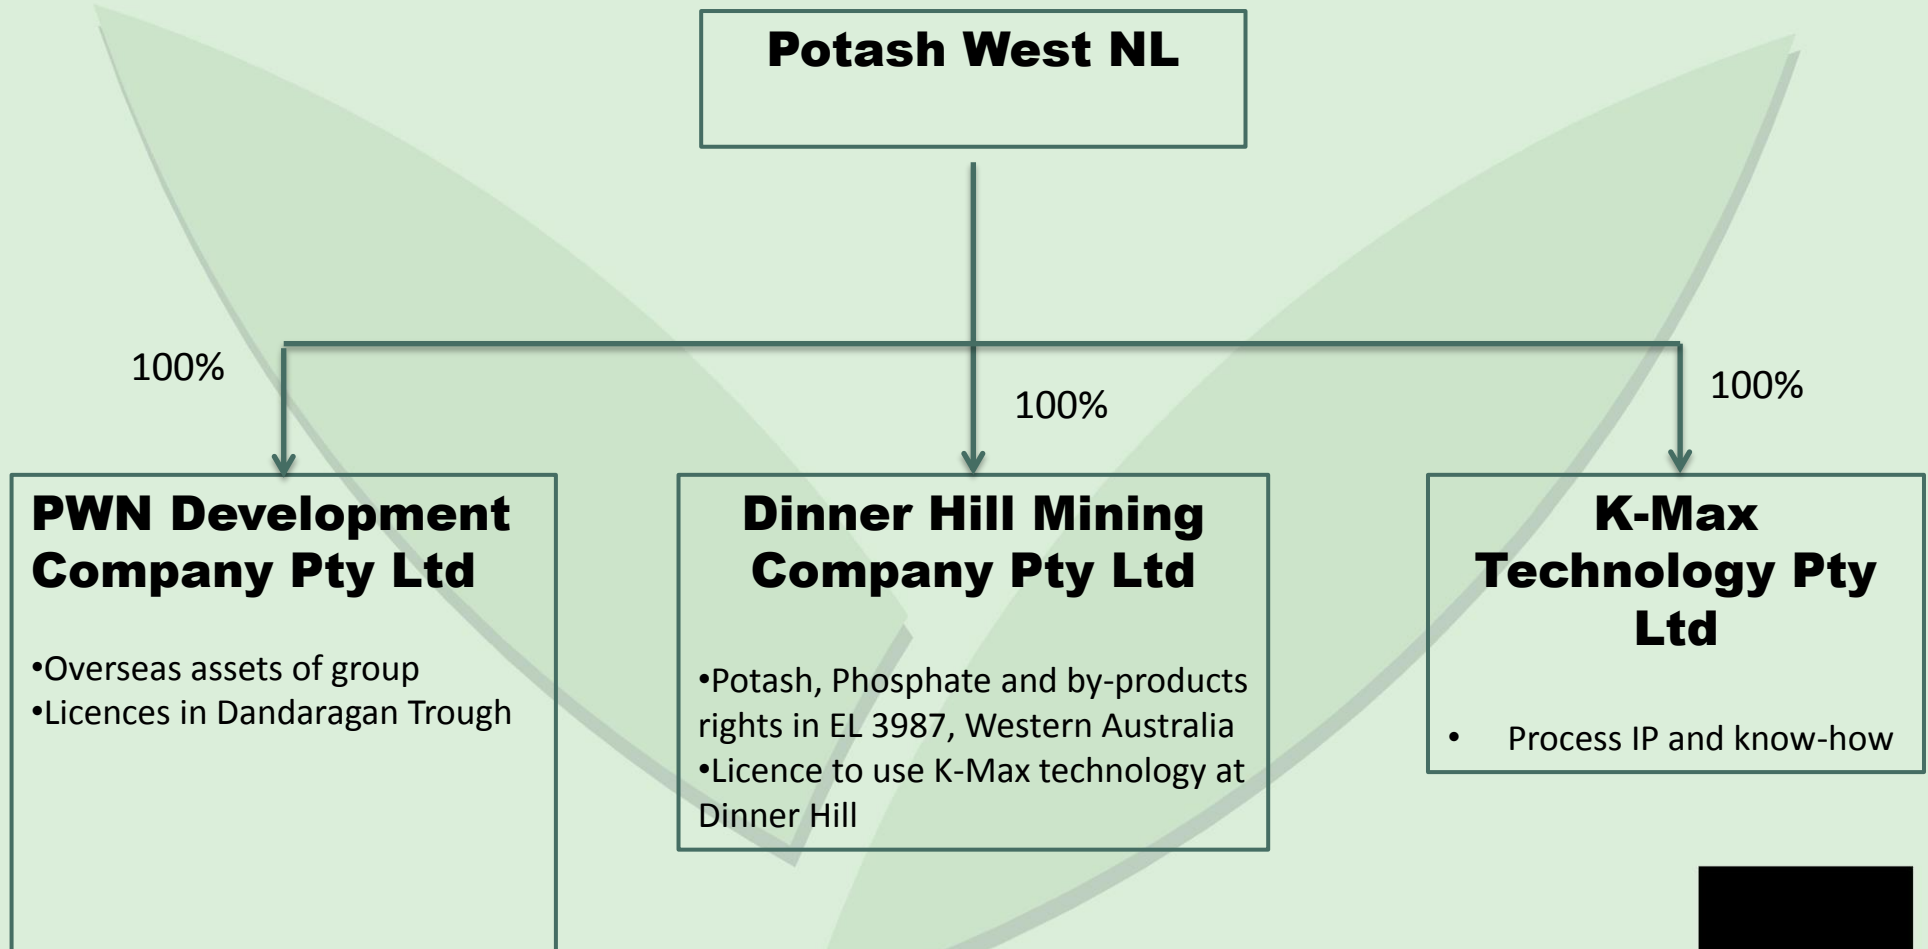 Potash West NL
100%
100%
100%
PWN Development
Company Pty Ltd
•Overseas assets of group
•Licences in Dandaragan Trough
Dinner Hill Mining
Company Pty Ltd
•Potash, Phosphate and by-products
rights in EL 3987, Western Australia
•Licence to use K-Max technology at
Dinner Hill
K-Max
Technology Pty
Ltd
• Process IP and know-how